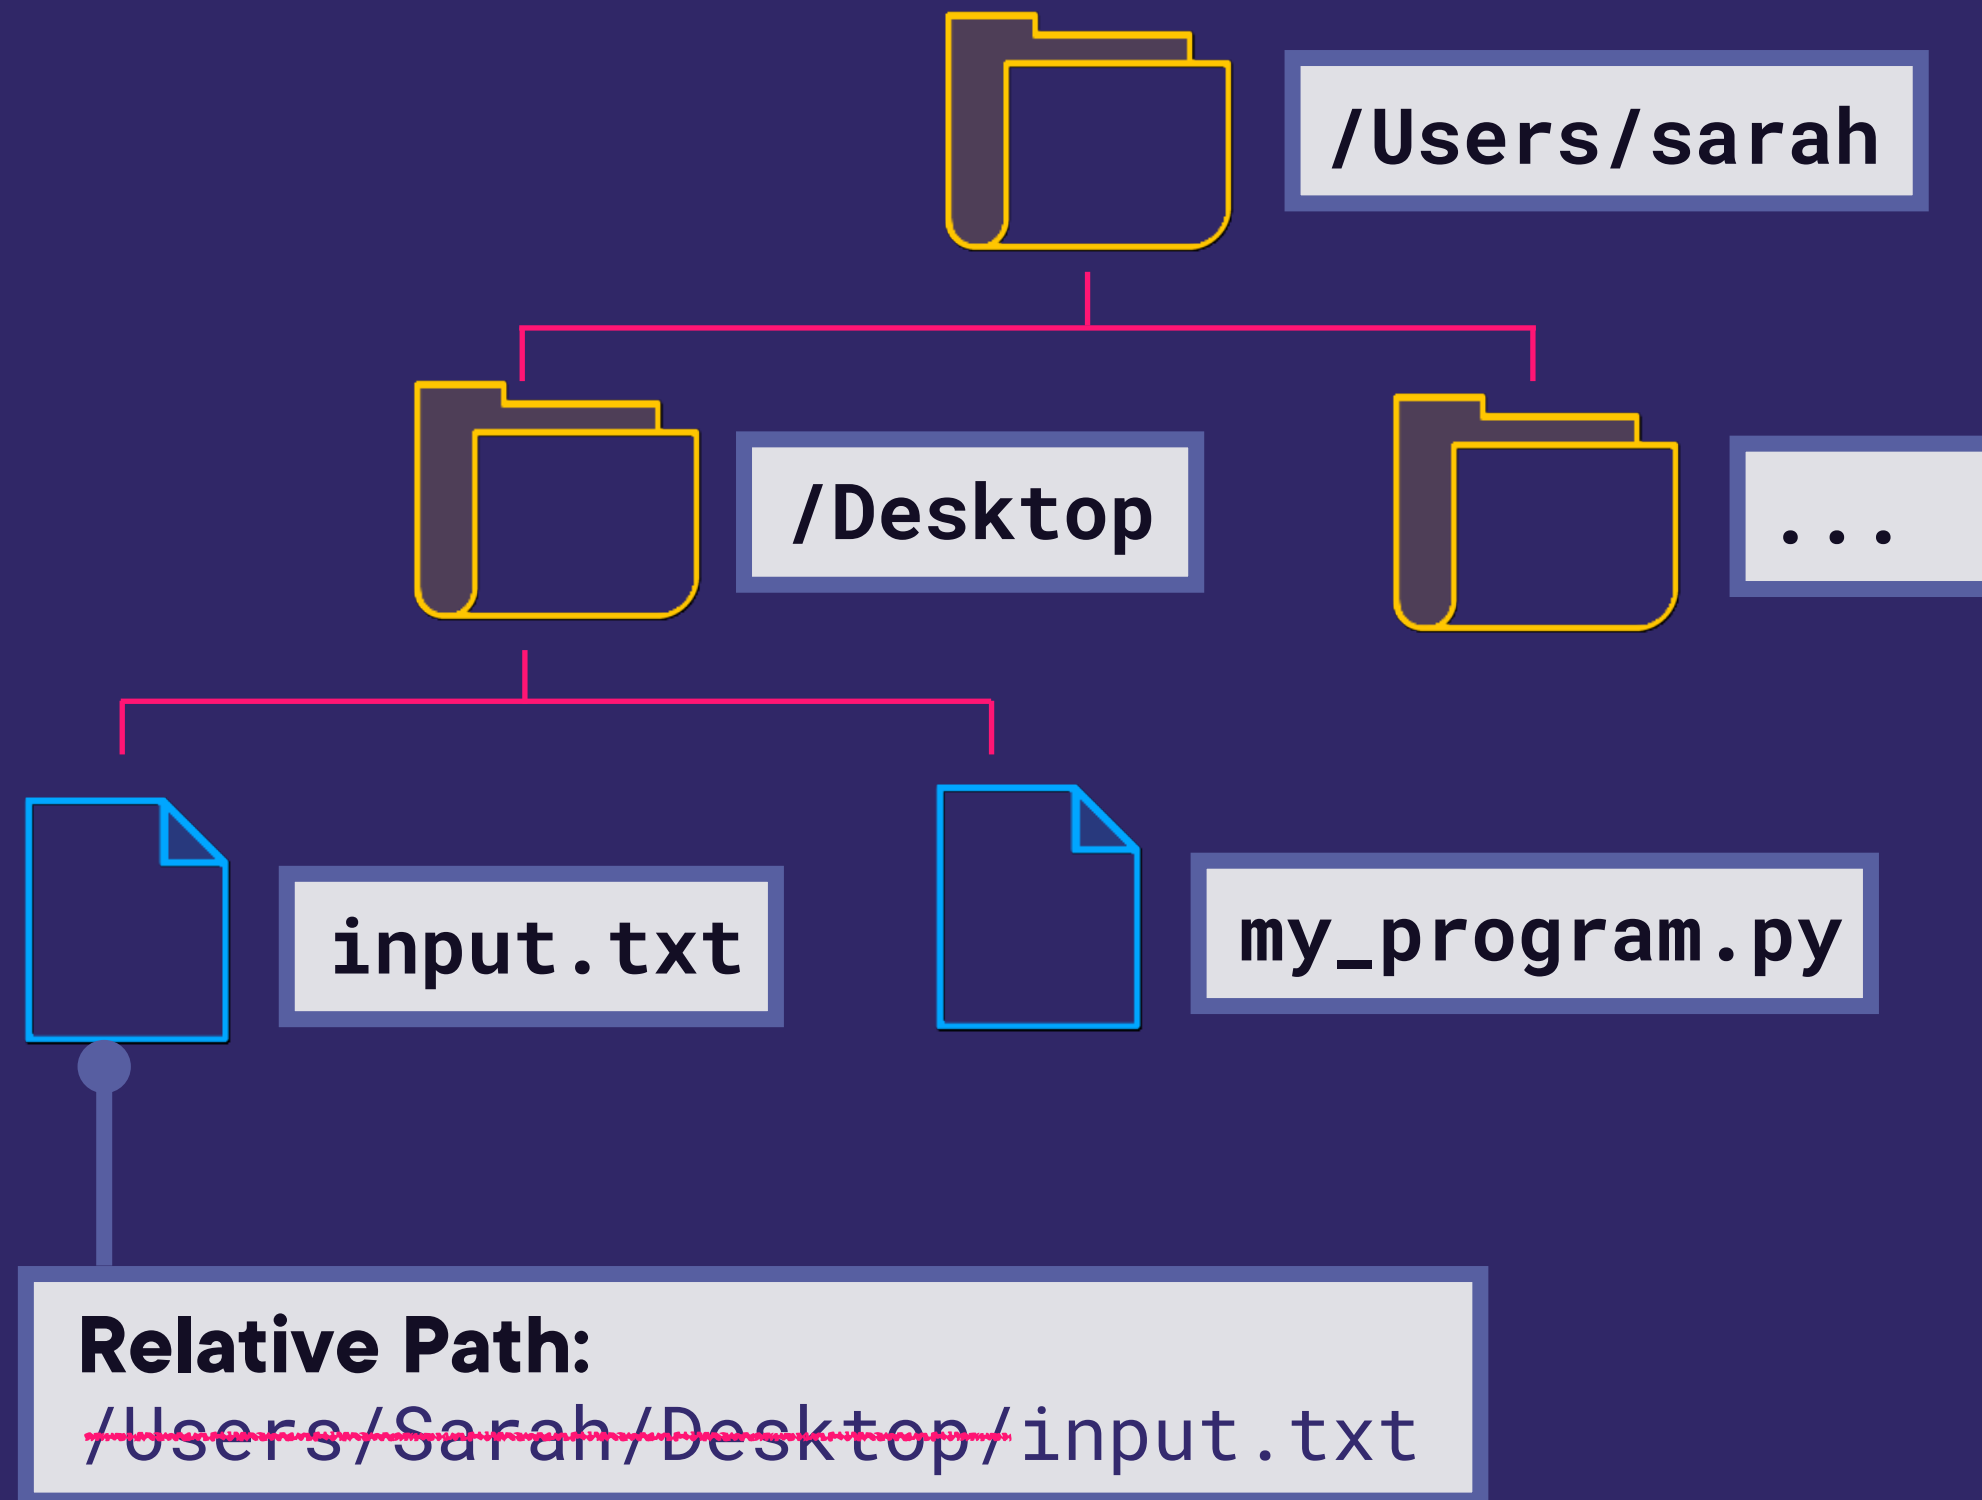 /Users/sarah
/Desktop
...
input.txt
my_program.py
Relative Path:
/Users/Sarah/Desktop/input.txt